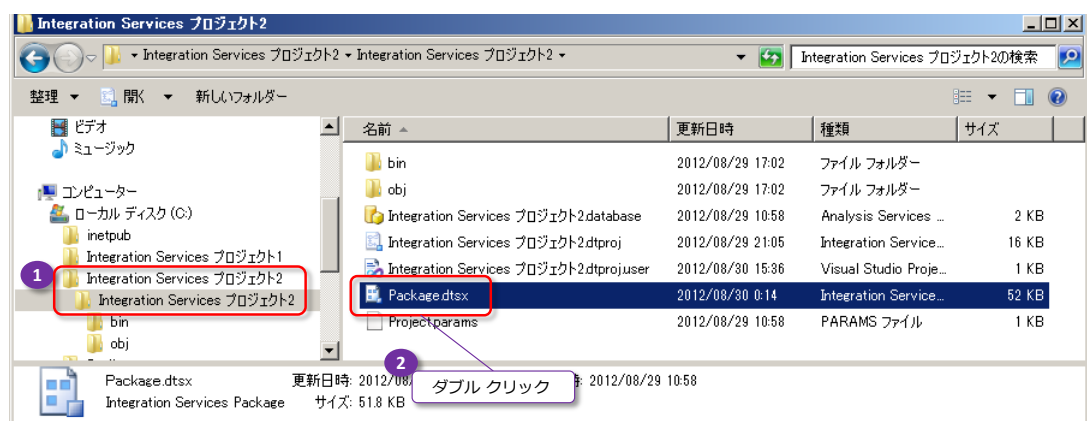 Integration Services プロジェクト2
Integration Services プロジェクト2 Integration Services プロジェクト2
Integration Services プロジェクト2の検索
整理 開く 新しいフォルダー
ビデオ
ミュージック
コンピューター
ローカル ディスク (C:)
inetpub
Integration Services プロジェクト1
1
Integration Services プロジェクト2
Integration Services プロジェクト2
bin
obj
名前 更新日時 種類 サイズ
bin 2012/08/29 17:02 ファイル フォルダー
obj 2012/08/29 17:02 ファイル フォルダー
Integration Services プロジェクト2.database 2012/08/29 10:58 Analysis Services ... 2 KB
Integration Services プロジェクト2.dtproj 2012/08/29 21:05 Integration Service... 16 KB
Integration Services プロジェクト2.dtproj.user 2012/08/30 15:36 Visual Studio Proje... 1 KB
Package.dtsx 2012/08/30 0:14 Integration Service... 52 KB
Project.params 2012/08/29 10:58 PARAMS ファイル 1 KB
2
ダブル クリック
Package.dtsx 更新日時: 2012/08/ 2012/08/29 10:58
Integration Services Package サイズ: 51.8 KB